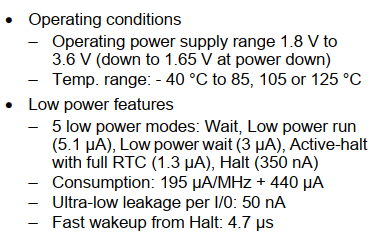 • Operating conditions
– Operating power supply range 1.8 V to
3.6 V (down to 1.65 V at power down)
– Temp. range: - 40 °C to 85, 105 or 125 °C
• Low power features
– 5 low power modes: Wait, Low power run
(5.1 µA), Low power wait (3 µA), Active-halt
with full RTC (1.3 µA), Halt (350 nA)
– Consumption: 195 µA/MHz + 440 µA
– Ultra-low leakage per I/0: 50 nA
– Fast wakeup from Halt: 4.7 µs